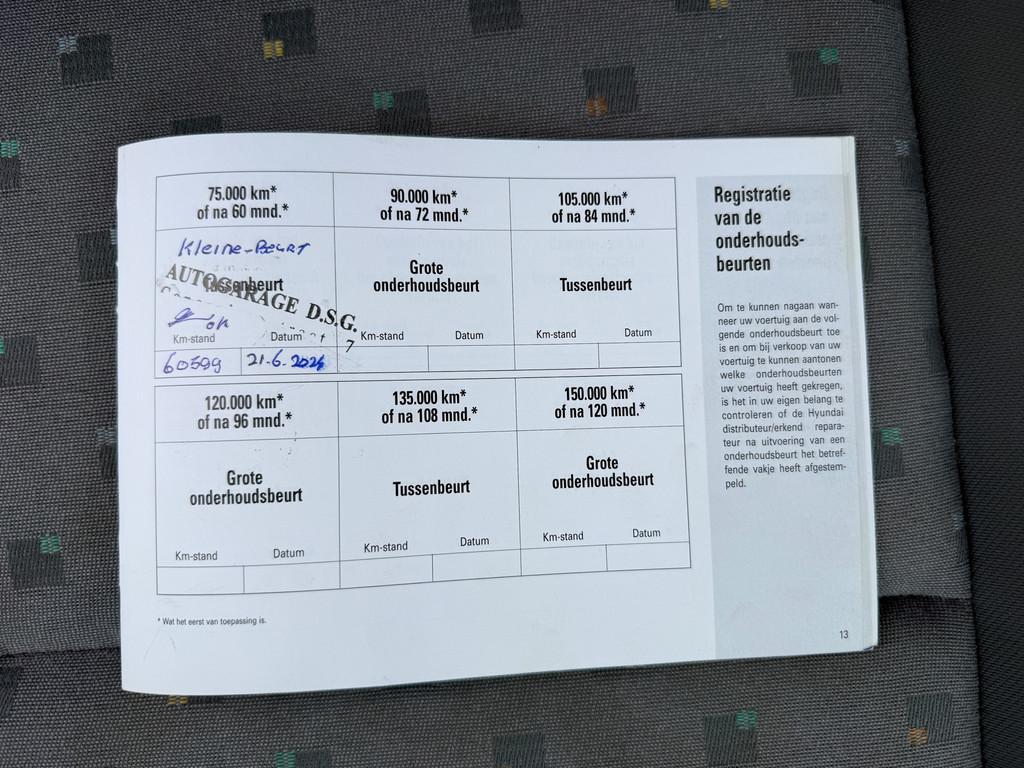 75.000 km*
of na 60 mnd.*
Kleine-Beurt
Tussenbeurt
AUTOGARAGE D.S.G.
Km-stand Datum
60599 21-6-2024
90.000 km*
of na 72 mnd.*
Grote
onderhoudsbeurt
Km-stand Datum
105.000 km*
of na 84 mnd.*
Tussenbeurt
Km-stand Datum
120.000 km*
of na 96 mnd.*
Grote
onderhoudsbeurt
Km-stand Datum
135.000 km*
of na 108 mnd.*
Tussenbeurt
Km-stand Datum
150.000 km*
of na 120 mnd.*
Grote
onderhoudsbeurt
Km-stand Datum
* Wat het eerst van toepassing is.
Registratie
van de
onderhouds-
beurten
Om te kunnen nagaan wan-
neer uw voertuig aan de vol-
gende onderhoudsbeurt toe
is en om bij verkoop van uw
voertuig te kunnen aantonen
welke onderhoudsbeurten
uw voertuig heeft gekregen,
is het in uw eigen belang te
controleren of de Hyundai
distributeur/erkend repara-
teur na uitvoering van een
onderhoudsbeurt het betref-
fende vakje heeft afgestem-
peld.
13